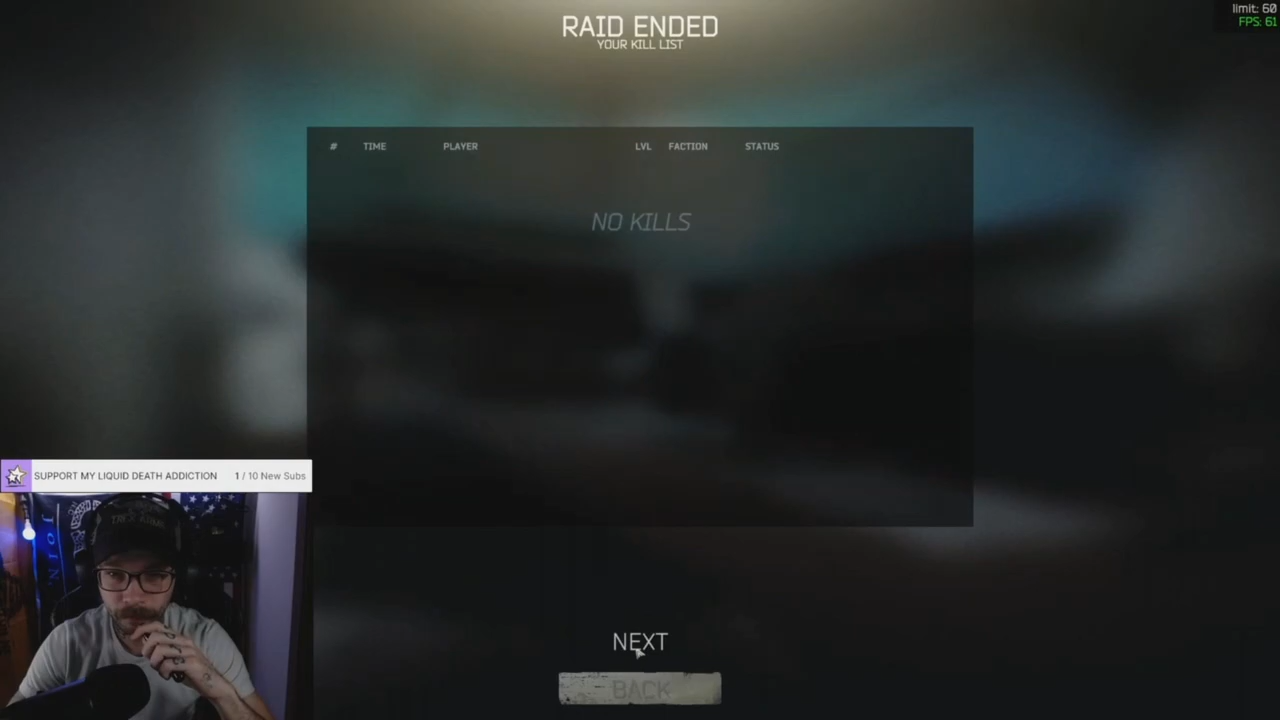 limit: 60
FPS: 61
RAID ENDED
YOUR KILL LIST
# TIME PLAYER LVL FACTION STATUS
NO KILLS
SUPPORT MY LIQUID DEATH ADDICTION 1 / 10 New Subs
NEXT
BACK